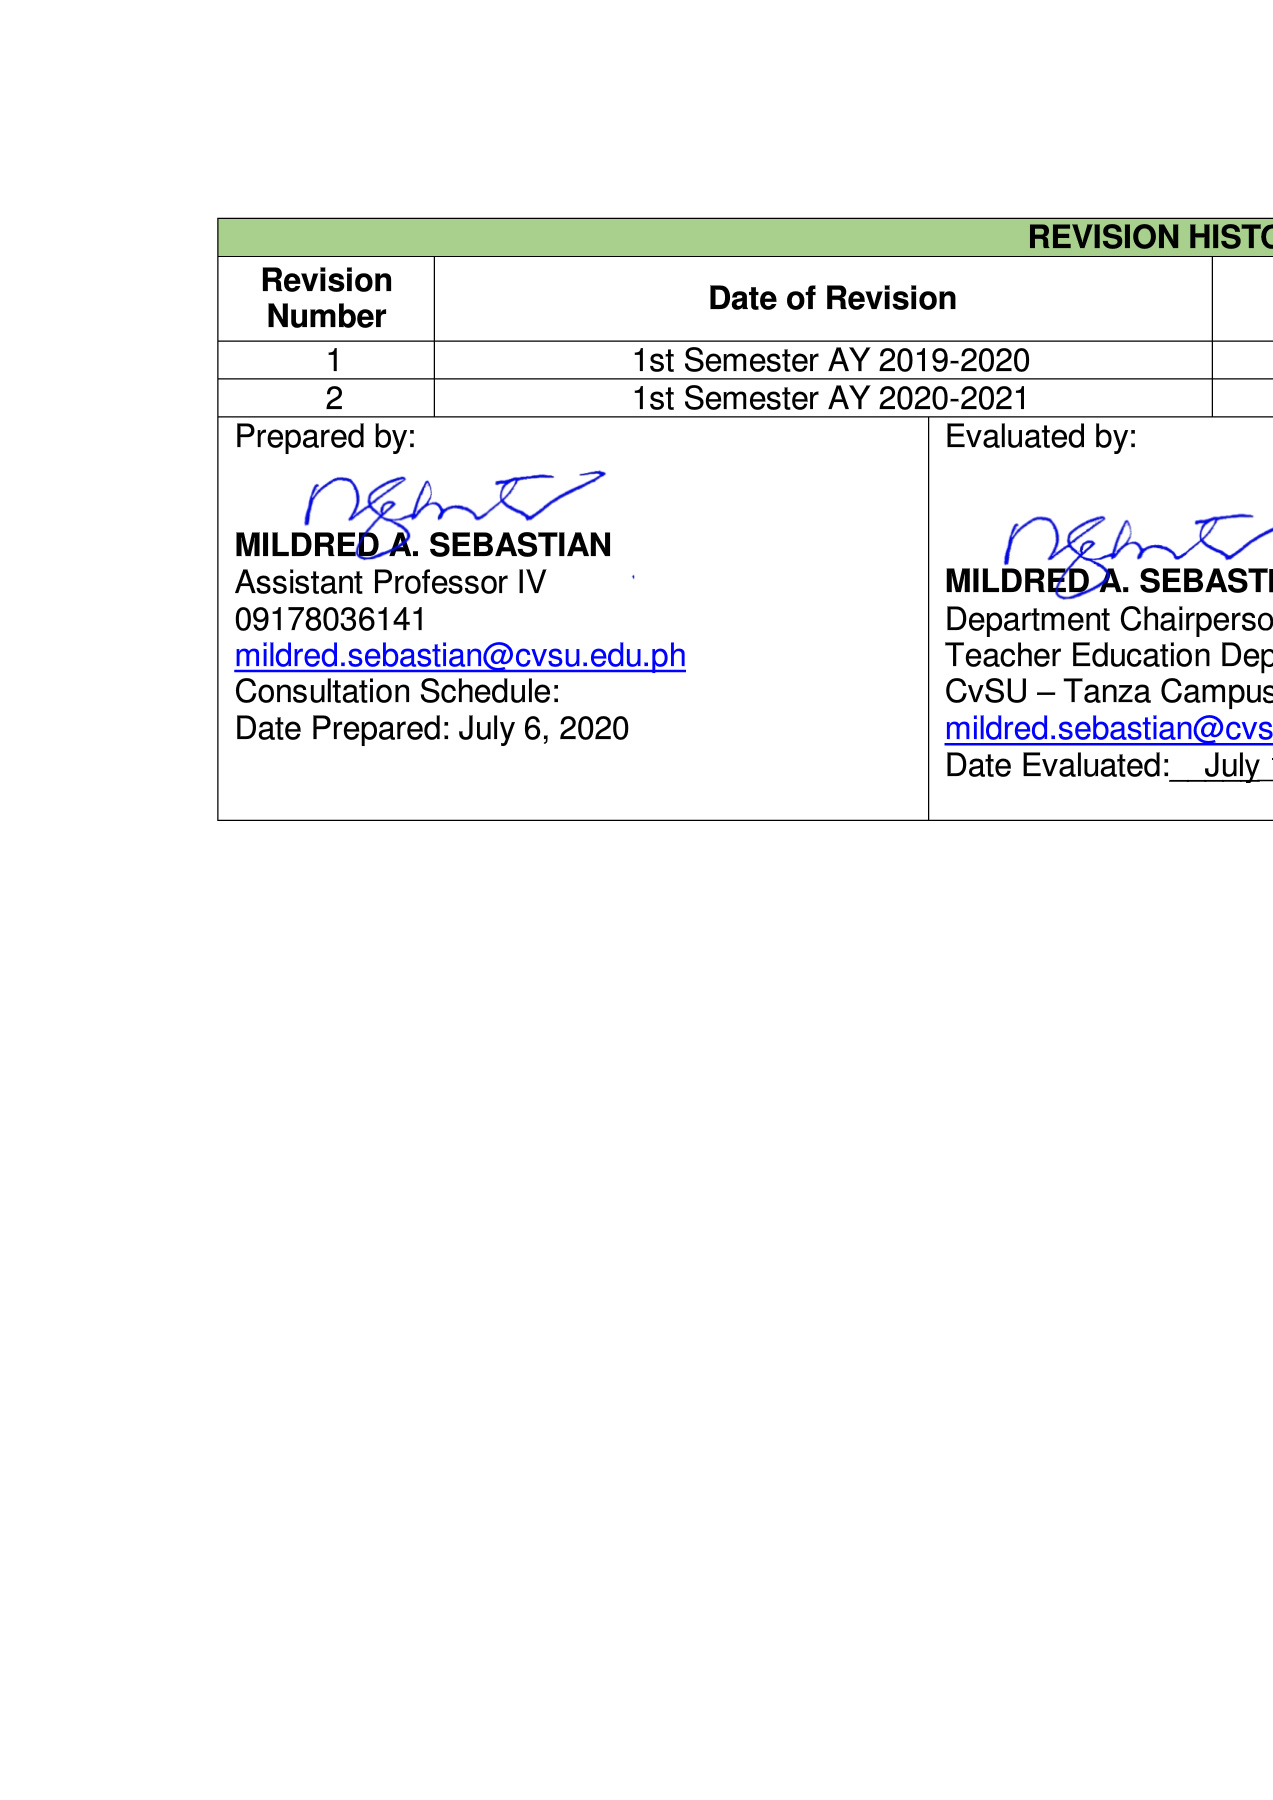 REVISION HISTO
Revision
Number
Date of Revision
1
1st Semester AY 2019-2020
2
1st Semester AY 2020-2021
Prepared by:
MILDRED A. SEBASTIAN
Assistant Professor IV
09178036141
mildred.sebastian@cvsu.edu.ph
Consultation Schedule:
Date Prepared: July 6, 2020
Evaluated by:
MILDRED A. SEBASTI
Department Chairperso
Teacher Education Dep
CvSU – Tanza Campus
mildred.sebastian@cvs
Date Evaluated: July